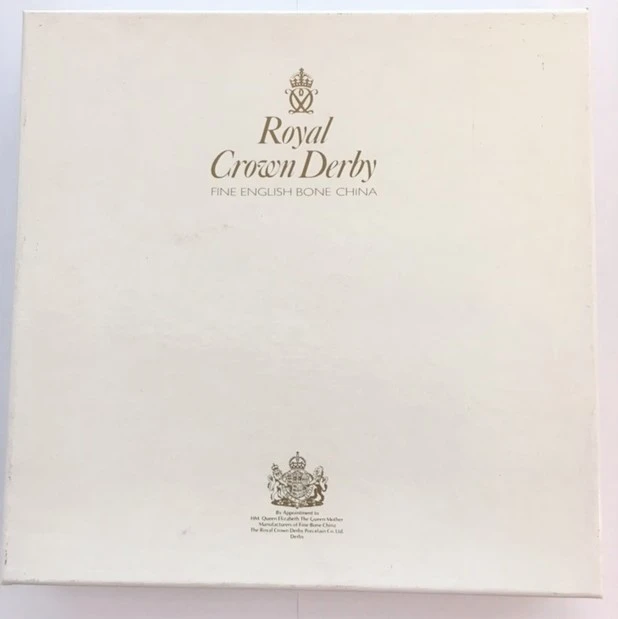 Royal
Crown Derby
FINE ENGLISH BONE CHINA
By Appointment to
HM Queen Elizabeth The Queen Mother
Manufacturers of Fine Bone China
The Royal Crown Derby Porcelain Co. Ltd.
Derby